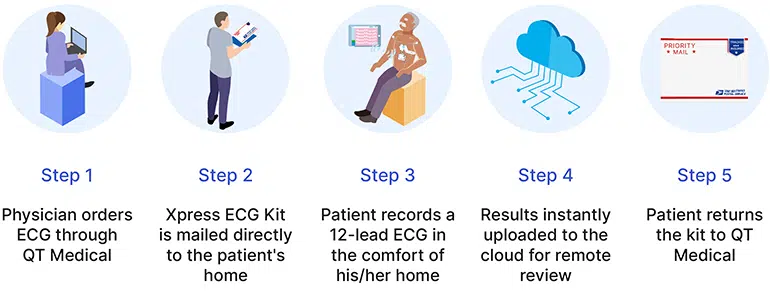 PRIORITY
MAIL
Step 1
Physician orders
ECG through
QT Medical
Step 2
Xpress ECG Kit
is mailed directly
to the patient's
home
Step 3
Patient records a
12-lead ECG in
the comfort of
his/her home
Step 4
Results instantly
uploaded to the
cloud for remote
review
Step 5
Patient returns
the kit to QT
Medical